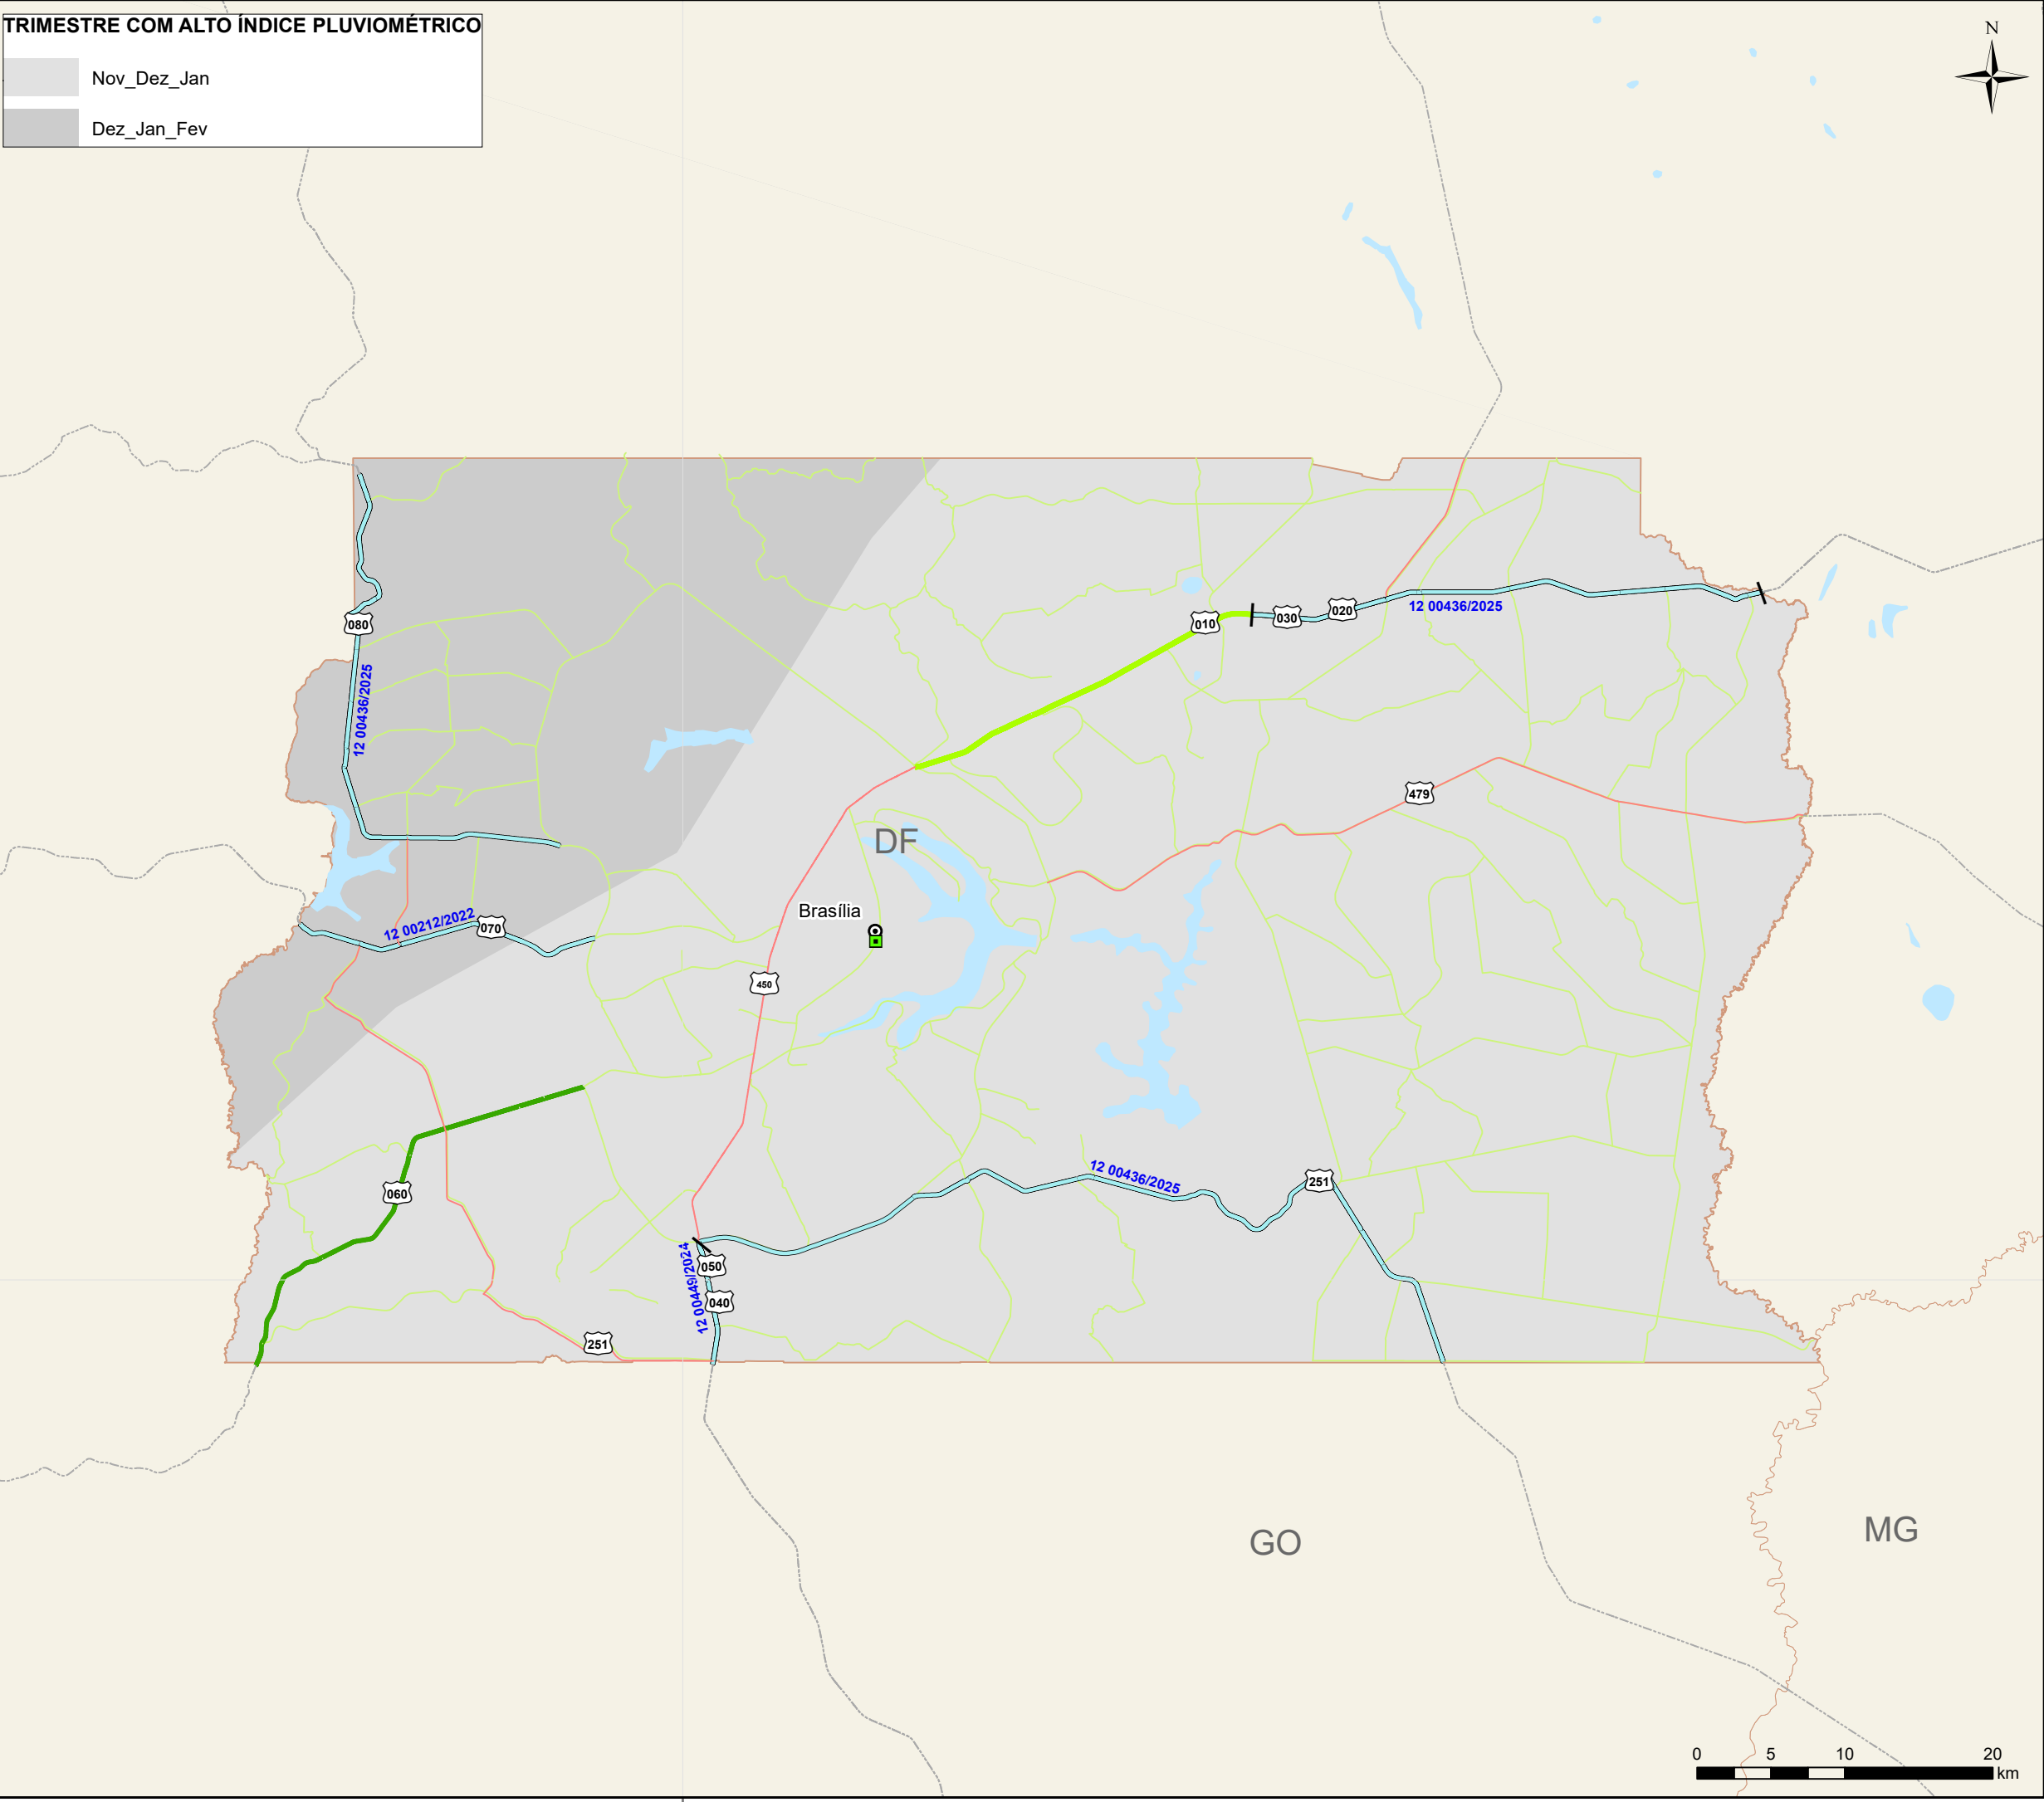 TRIMESTRE COM ALTO ÍNDICE PLUVIOMÉTRICO
Nov_Dez_Jan
Dez_Jan_Fev
N
080
010
030
020
12 00436/2025
12 00436/2025
479
DF
Brasília
12 00212/2022
070
450
12 00436/2025
251
060
050
12 00449/2024
040
251
GO
MG
0 5 10 20
km